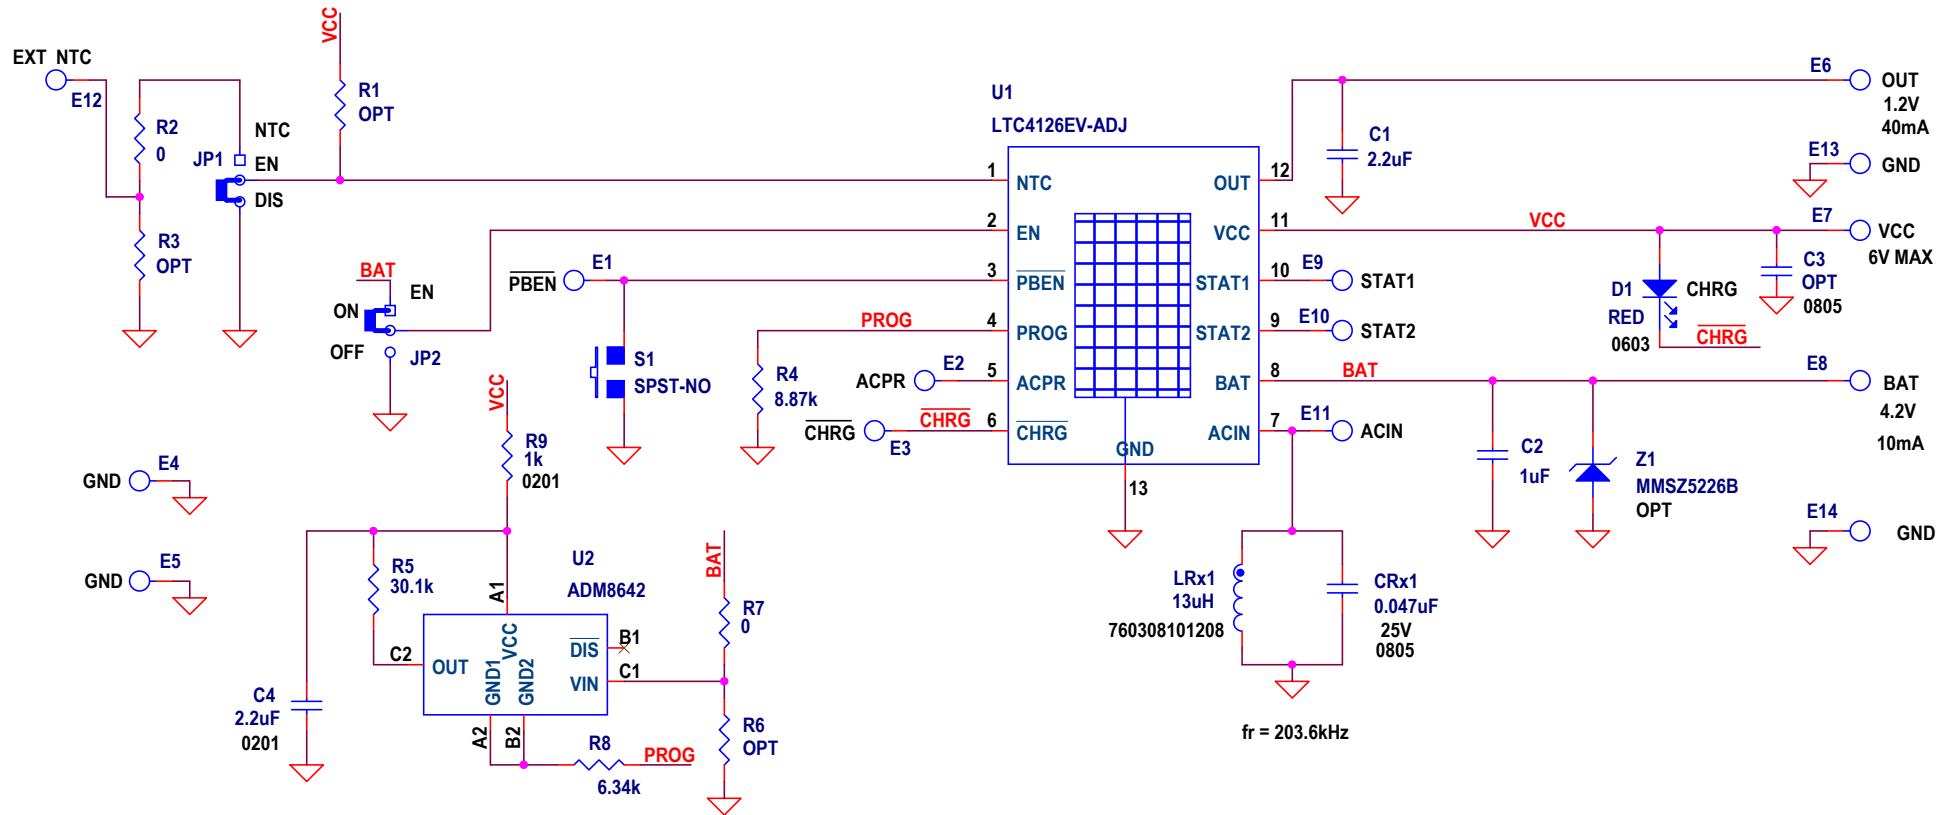 VCC
EXT NTC
E12
R1
OPT
R2
0
NTC
JP1
EN
DIS
R3
OPT
BAT
EN
ON
OFF
JP2
PBEN
E1
S1
SPST-NO
PROG
R4
8.87k
ACPR
E2
CHRG
CHRG
E3
U1
LTC4126EV-ADJ
1
NTC
2
EN
3
PBEN
4
PROG
5
ACPR
6
CHRG
GND
13
OUT
12
VCC
11
STAT1
10
STAT2
9
BAT
8
ACIN
7
C1
2.2uF
E6
OUT
1.2V
40mA
E13
GND
VCC
E7
VCC
6V MAX
E9
STAT1
E10
STAT2
D1
RED
0603
CHRG
CHRG
C3
OPT
0805
BAT
E8
BAT
4.2V
10mA
E11
ACIN
C2
1uF
Z1
MMSZ5226B
OPT
E14
GND
LRx1
13uH
760308101208
CRx1
0.047uF
25V
0805
fr = 203.6kHz
GND
E4
GND
E5
VCC
R9
1k
0201
R5
30.1k
A1
U2
ADM8642
C2
OUT
GND1
VCC
GND2
DIS
B1
VIN
C1
A2
B2
C4
2.2uF
0201
R8
6.34k
PROG
BAT
R7
0
R6
OPT